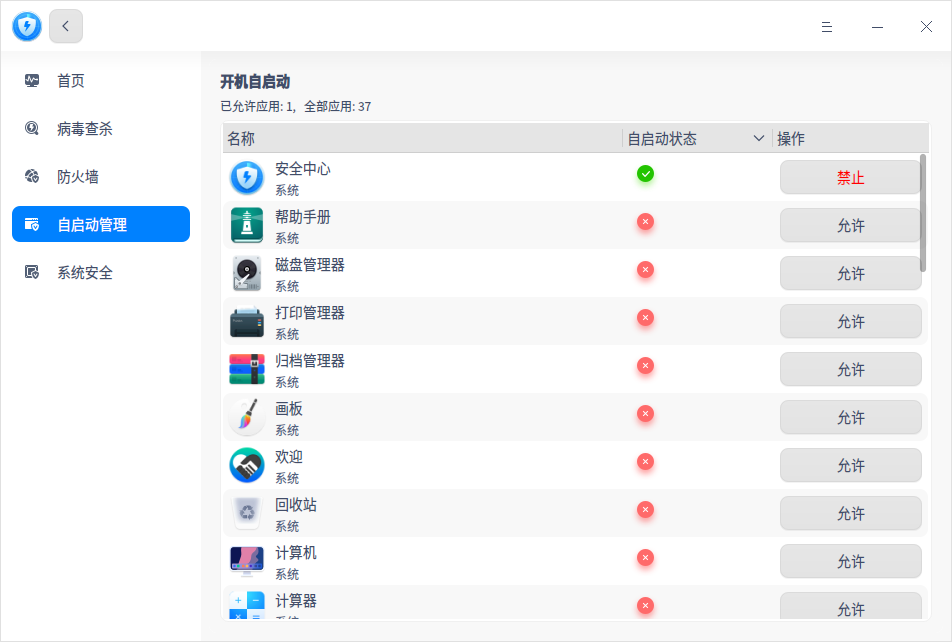 首页
病毒查杀
防火墙
自启动管理
系统安全
开机自启动
已允许应用: 1, 全部应用: 37
名称 自启动状态 操作
安全中心
系统
禁止
帮助手册
系统
允许
磁盘管理器
系统
允许
打印管理器
系统
允许
归档管理器
系统
允许
画板
系统
允许
欢迎
系统
允许
回收站
系统
允许
计算机
系统
允许
计算器
允许